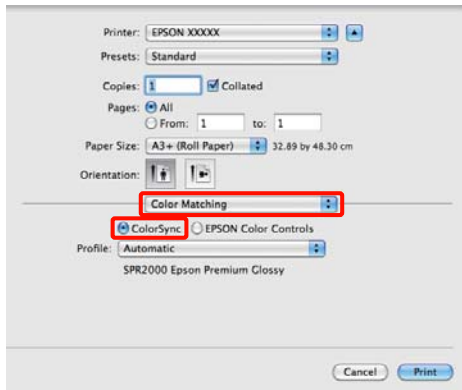 Printer: EPSON XXXXX
Presets: Standard
Copies: 1 Collated
Pages: All
From: 1 to: 1
Paper Size: A3+ (Roll Paper) 32.89 by 48.30 cm
Orientation:
Color Matching
ColorSync EPSON Color Controls
Profile: Automatic
SPR2000 Epson Premium Glossy
Cancel Print